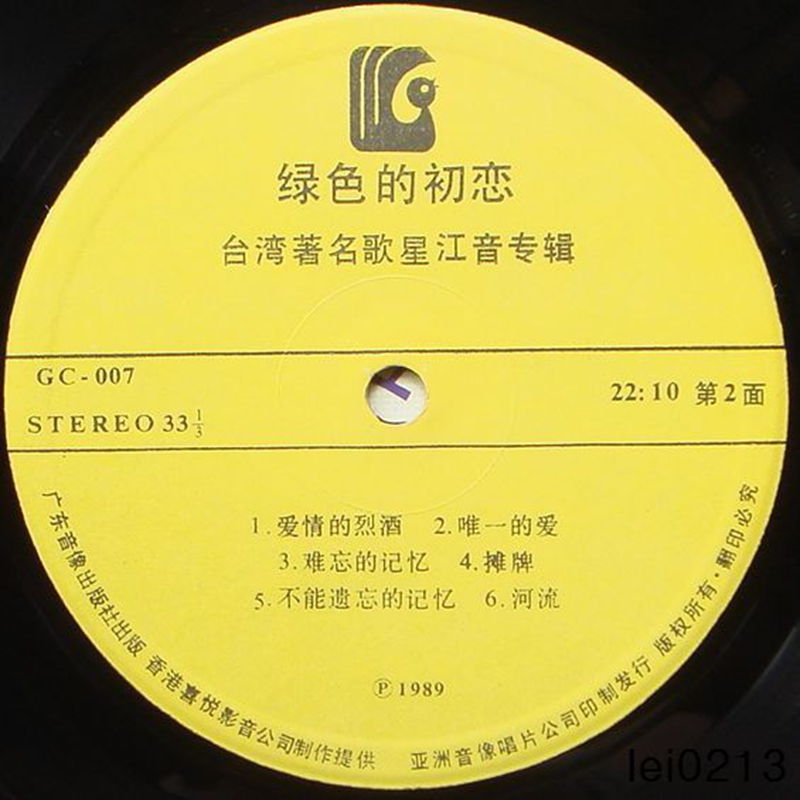 绿色的初恋
台湾著名歌星江音专辑
GC-007
STEREO 33 1/3
22:10 第2面
1.爱情的烈酒 2.唯一的爱
3.难忘的记忆 4.摊牌
5.不能遗忘的记忆 6.河流
Ⓟ1989
广东音像出版社出版 香港喜悦影音公司制作提供 亚洲音像唱片公司印制发行 版权所有·翻印必究
lei0213